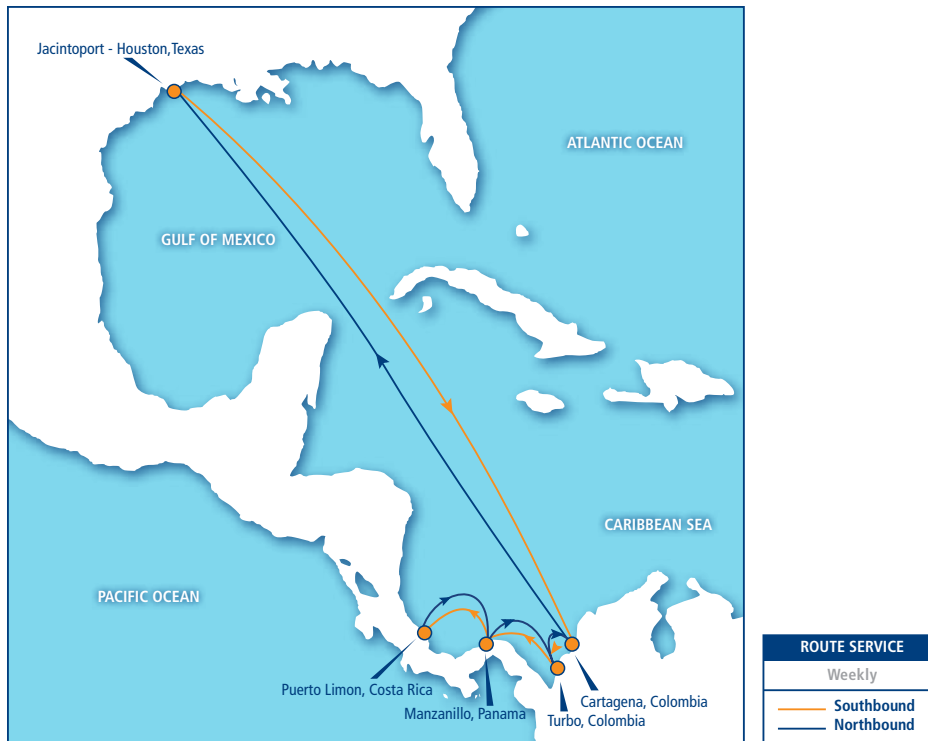 Jacintoport - Houston,Texas
ATLANTIC OCEAN
GULF OF MEXICO
CARIBBEAN SEA
PACIFIC OCEAN
Puerto Limon, Costa Rica
Manzanillo, Panama
Cartagena, Colombia
Turbo, Colombia
ROUTE SERVICE
Weekly
Southbound
Northbound